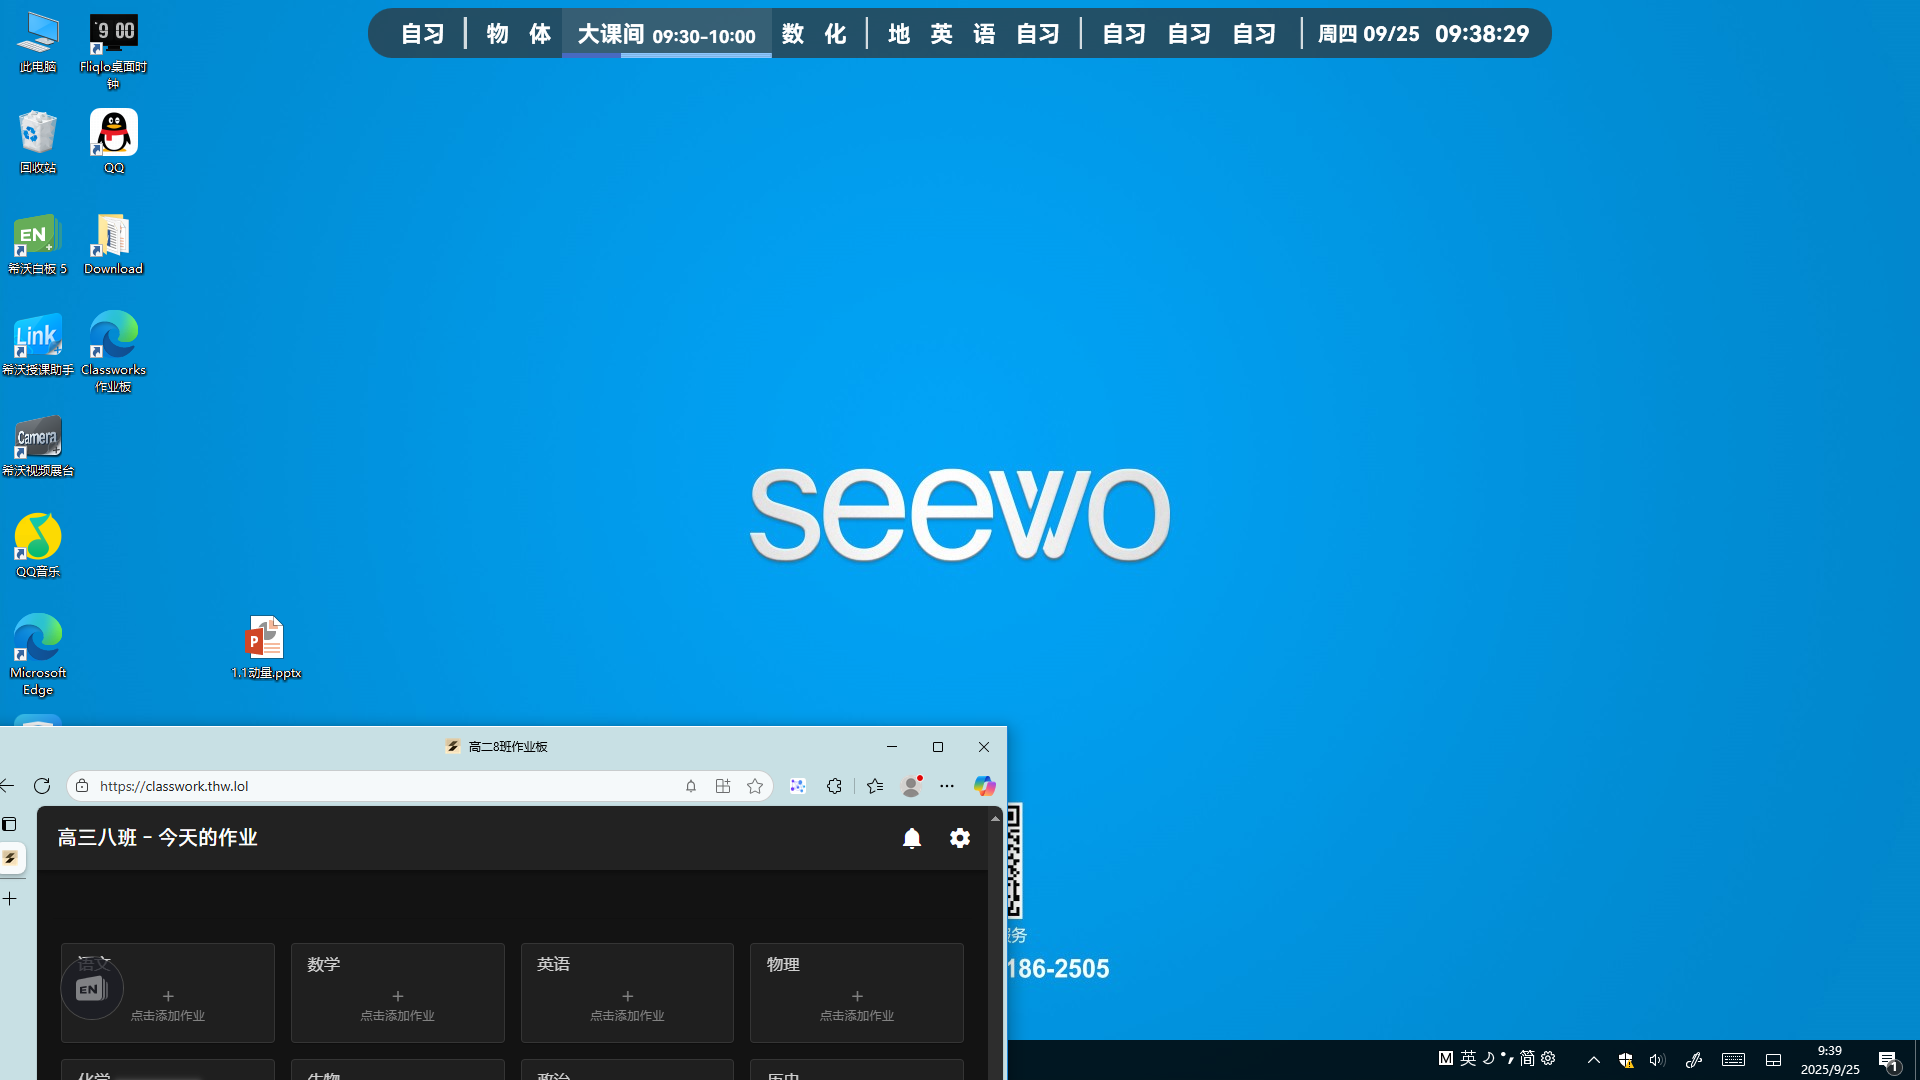 自习 | 物 体 大课间 09:30-10:00 数 化 | 地 英 语 自习 | 自习 自习 自习 | 周四 09/25 09:38:29
此电脑
9 00
Fliqlo桌面时
钟
回收站
QQ
EN
希沃白板 5
Download
Link
希沃授课助手
Classworks
作业板
Camera
希沃视频展台
QQ音乐
Microsoft
Edge
P
1.1动量.pptx
seewo
高二8班作业板
https://classwork.thw.lol
高三八班 - 今天的作业
语文
EN
点击添加作业
数学
点击添加作业
英语
点击添加作业
物理
点击添加作业
化学
生物
政治
历史
服务
186-2505
M 英 简
9:39
2025/9/25
1